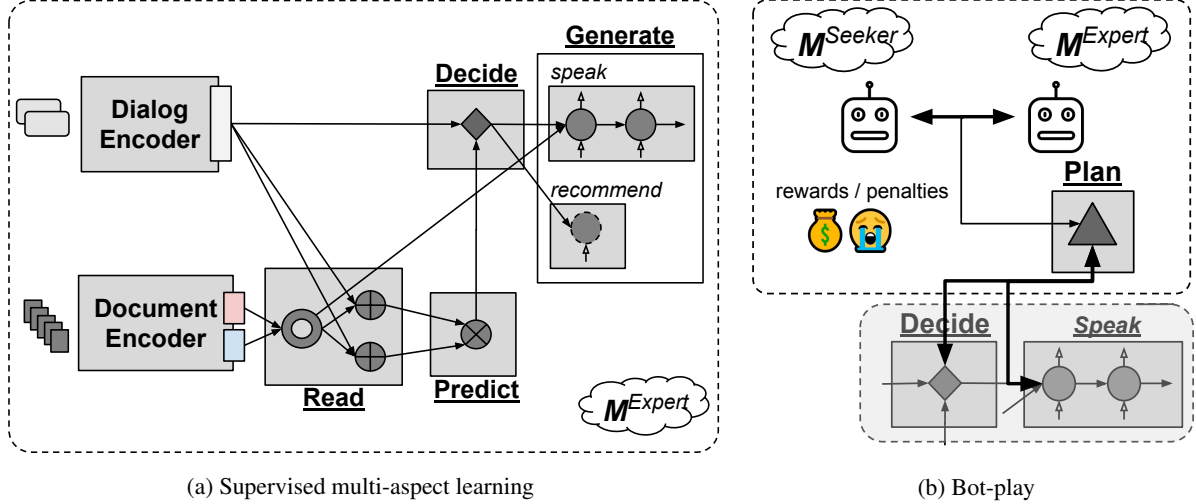 Generate
speak
Decide
Dialog
Encoder
recommend
Document
Encoder
Read
Predict
M^Expert
(a) Supervised multi-aspect learning
M^Seeker
M^Expert
Plan
rewards / penalties
$
Decide
Speak
(b) Bot-play